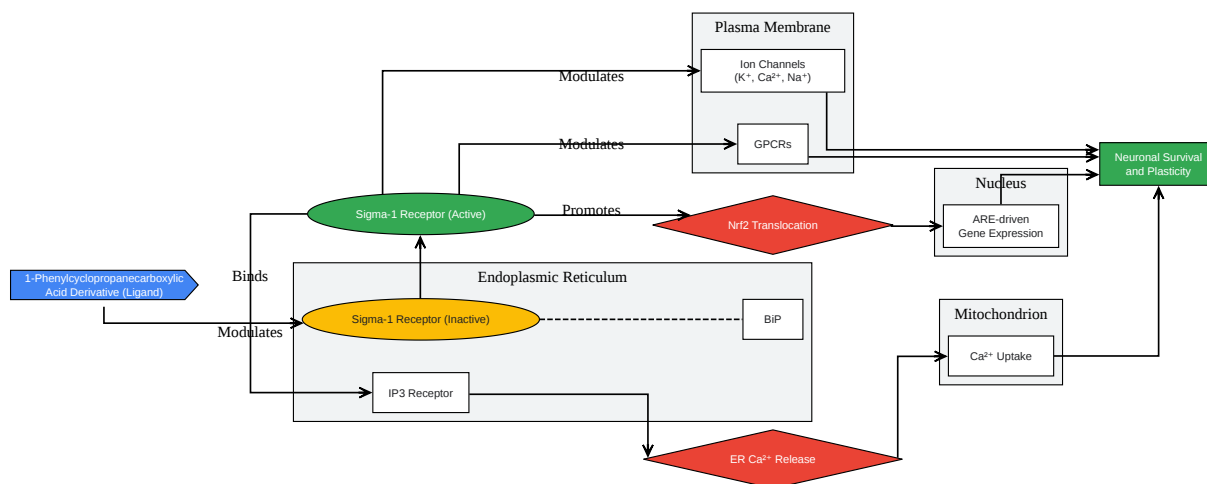 Plasma Membrane
Ion Channels
(K⁺, Ca²⁺, Na⁺)
Modulates
GPCRs
Modulates
Neuronal Survival
and Plasticity
Nucleus
Sigma-1 Receptor (Active)
Promotes
Nrf2 Translocation
ARE-driven
Gene Expression
1-Phenylcyclopropanecarboxylic
Acid Derivative (Ligand)
Binds
Modulates
Endoplasmic Reticulum
Sigma-1 Receptor (Inactive)
BiP
IP3 Receptor
Mitochondrion
Ca²⁺ Uptake
ER Ca²⁺ Release